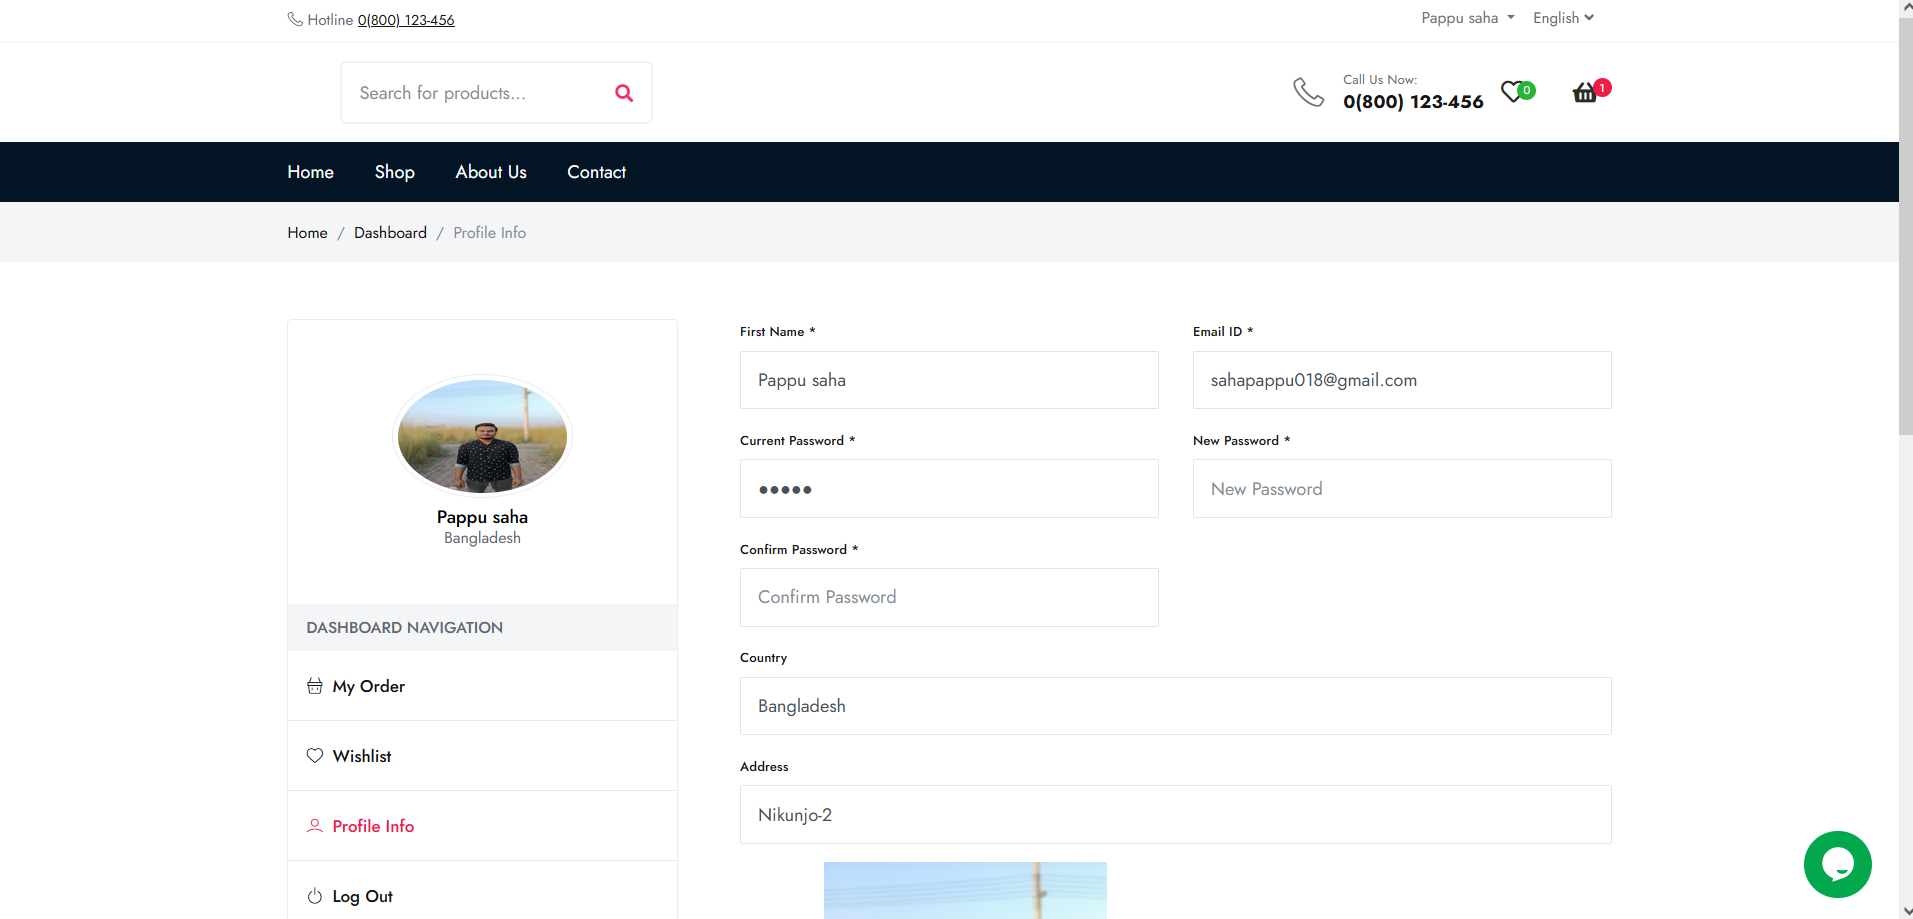 Hotline 0(800) 123-456
Pappu saha
English
Search for products...
Call Us Now:
0(800) 123-456
0
1
Home
Shop
About Us
Contact
Home / Dashboard / Profile Info
Pappu saha
Bangladesh
DASHBOARD NAVIGATION
My Order
Wishlist
Profile Info
Log Out
First Name *
Pappu saha
Email ID *
sahapappu018@gmail.com
Current Password *
●●●●●
New Password *
New Password
Confirm Password *
Confirm Password
Country
Bangladesh
Address
Nikunjo-2